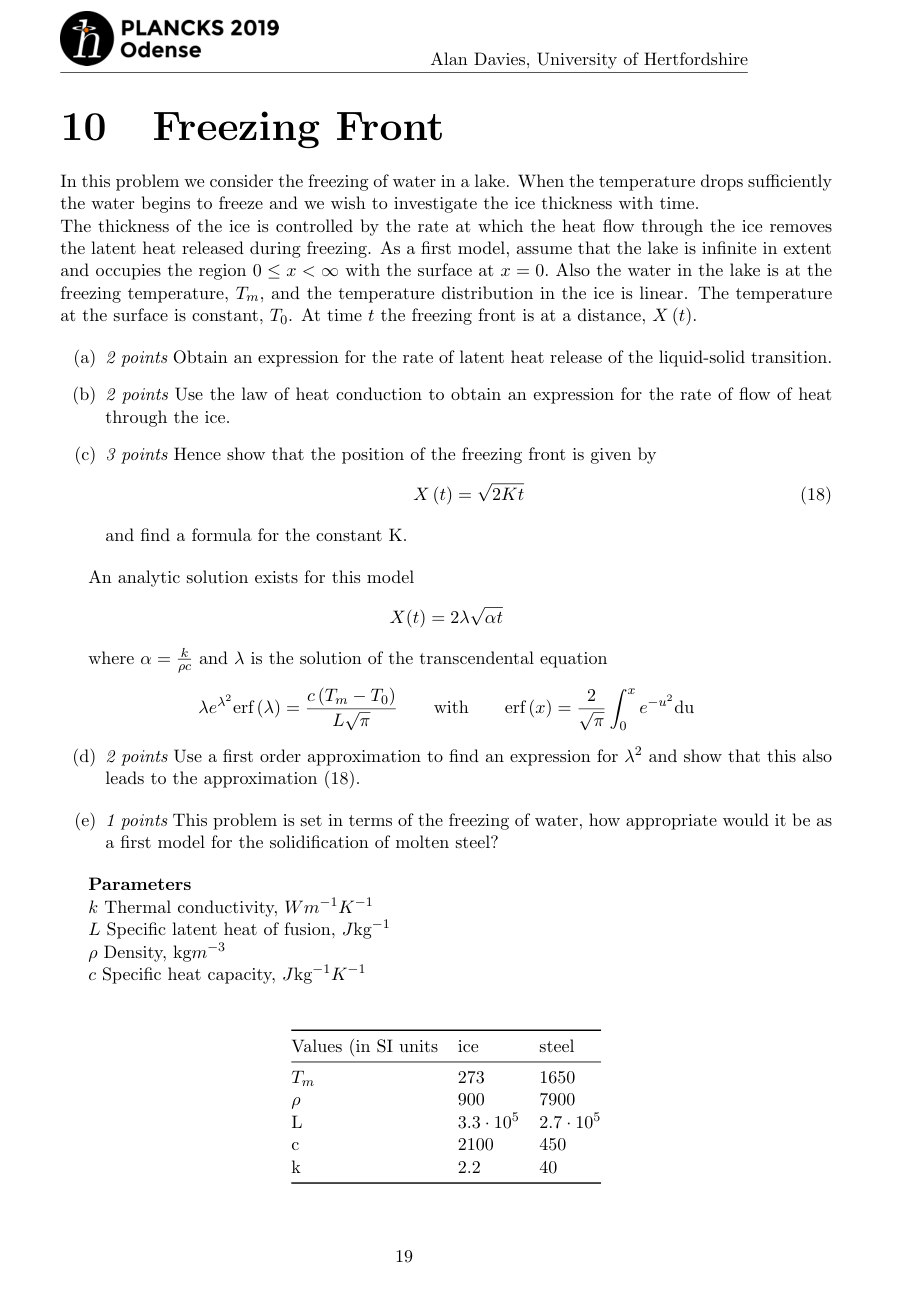 PLANCKS 2019
Odense
Alan Davies, University of Hertfordshire
10 Freezing Front
In this problem we consider the freezing of water in a lake. When the temperature drops sufficiently
the water begins to freeze and we wish to investigate the ice thickness with time.
The thickness of the ice is controlled by the rate at which the heat flow through the ice removes
the latent heat released during freezing. As a first model, assume that the lake is infinite in extent
and occupies the region 0 ≤ x < ∞ with the surface at x = 0. Also the water in the lake is at the
freezing temperature, Tₘ, and the temperature distribution in the ice is linear. The temperature
at the surface is constant, T₀. At time t the freezing front is at a distance, X (t).
(a) 2 points Obtain an expression for the rate of latent heat release of the liquid-solid transition.
(b) 2 points Use the law of heat conduction to obtain an expression for the rate of flow of heat
through the ice.
(c) 3 points Hence show that the position of the freezing front is given by
X (t) = √(2Kt) (18)
and find a formula for the constant K.
An analytic solution exists for this model
X(t) = 2λ√(αt)
where α = k/ρc and λ is the solution of the transcendental equation
λe^{λ²} erf (λ) = c (Tₘ − T₀) / L√π with erf (x) = 2/√π ∫₀ˣ e^{−u²} du
(d) 2 points Use a first order approximation to find an expression for λ² and show that this also
leads to the approximation (18).
(e) 1 points This problem is set in terms of the freezing of water, how appropriate would it be as
a first model for the solidification of molten steel?
Parameters
k Thermal conductivity, Wm⁻¹K⁻¹
L Specific latent heat of fusion, Jkg⁻¹
ρ Density, kgm⁻³
c Specific heat capacity, Jkg⁻¹K⁻¹
Values (in SI units ice steel
Tₘ 273 1650
ρ 900 7900
L 3.3 · 10⁵ 2.7 · 10⁵
c 2100 450
k 2.2 40
19